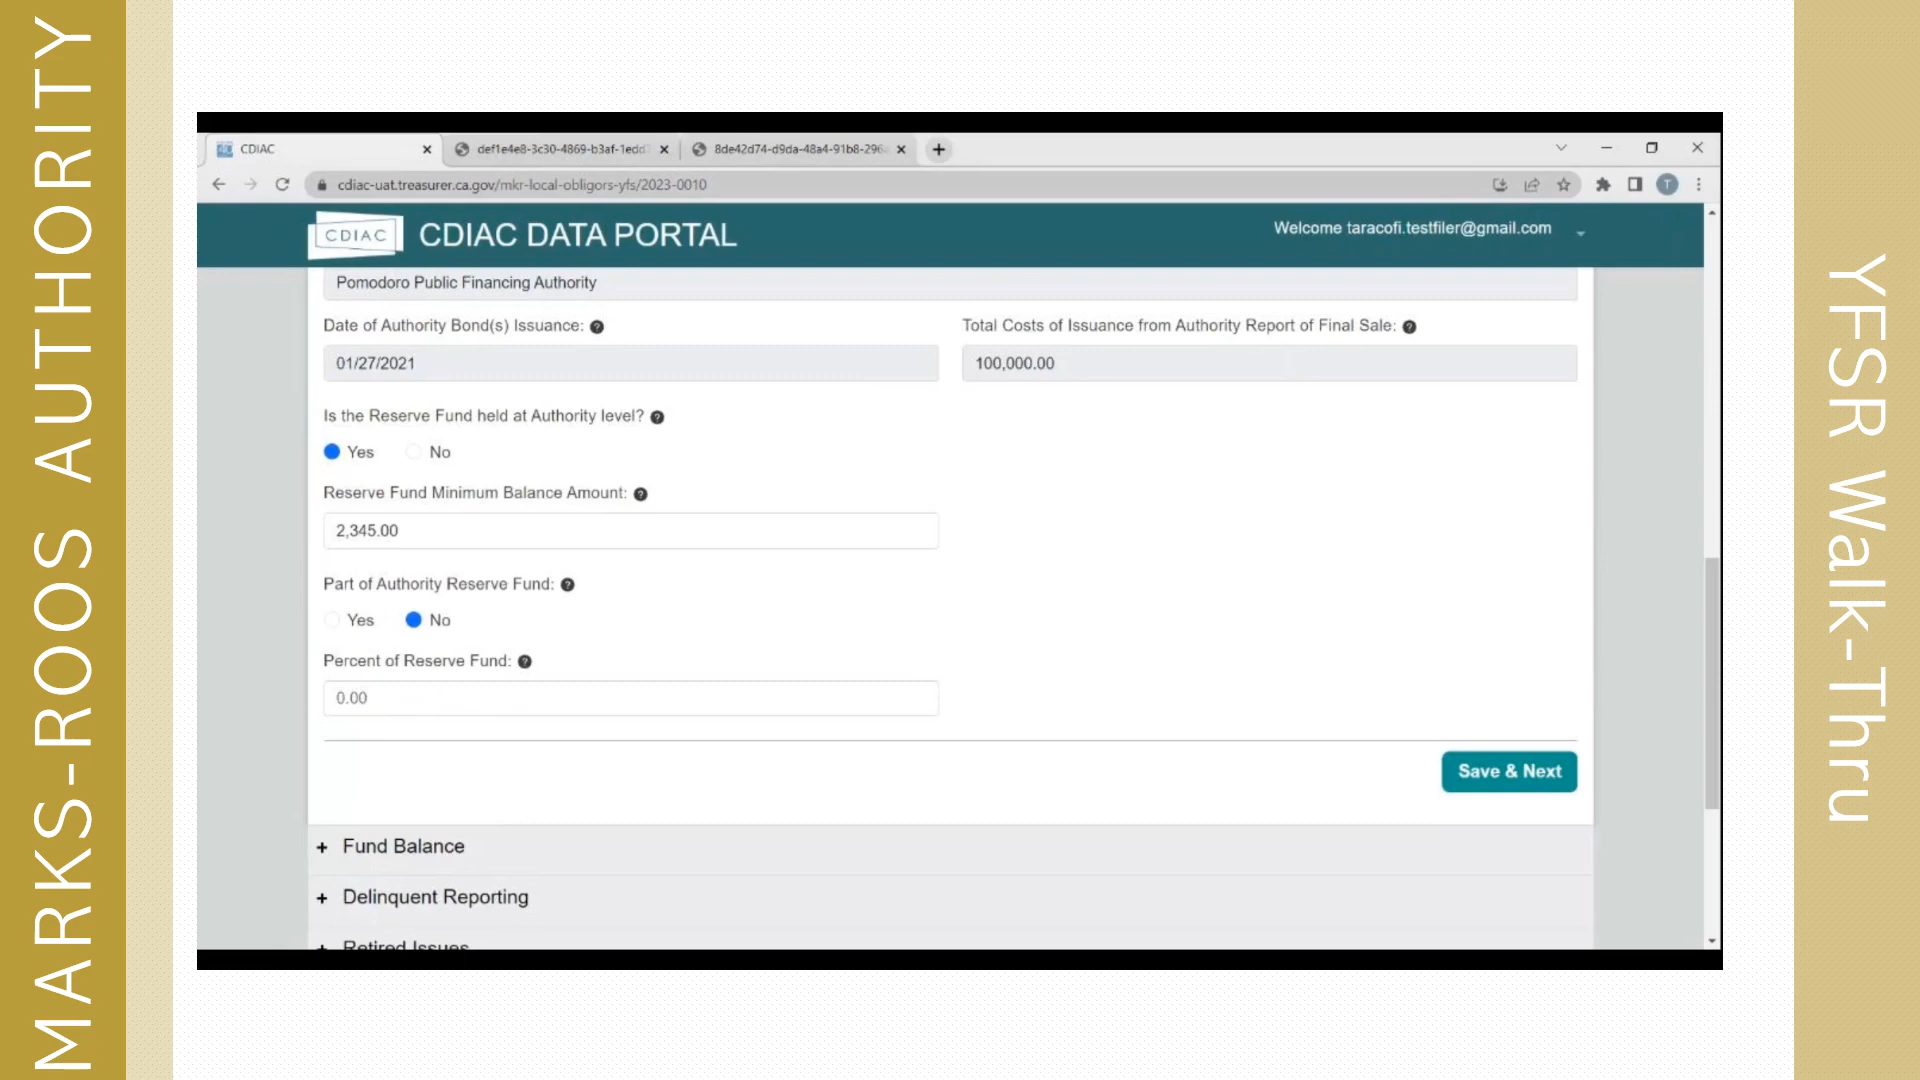 MARKS-ROOS AUTHORITY
CDIAC
def1e4e8-3c30-4869-b3af-1edd
8de42d74-d9da-48a4-91b8-296
cdiac-uat.treasurer.ca.gov/mkr-local-obligors-yfs/2023-0010
T
CDIAC
CDIAC DATA PORTAL
Welcome taracofi.testfiler@gmail.com
Pomodoro Public Financing Authority
Date of Authority Bond(s) Issuance:
Total Costs of Issuance from Authority Report of Final Sale:
01/27/2021
100,000.00
Is the Reserve Fund held at Authority level?
Yes No
Reserve Fund Minimum Balance Amount:
2,345.00
Part of Authority Reserve Fund:
Yes No
Percent of Reserve Fund:
0.00
Save & Next
+ Fund Balance
+ Delinquent Reporting
+ Retired Issues
YFSR Walk-Thru